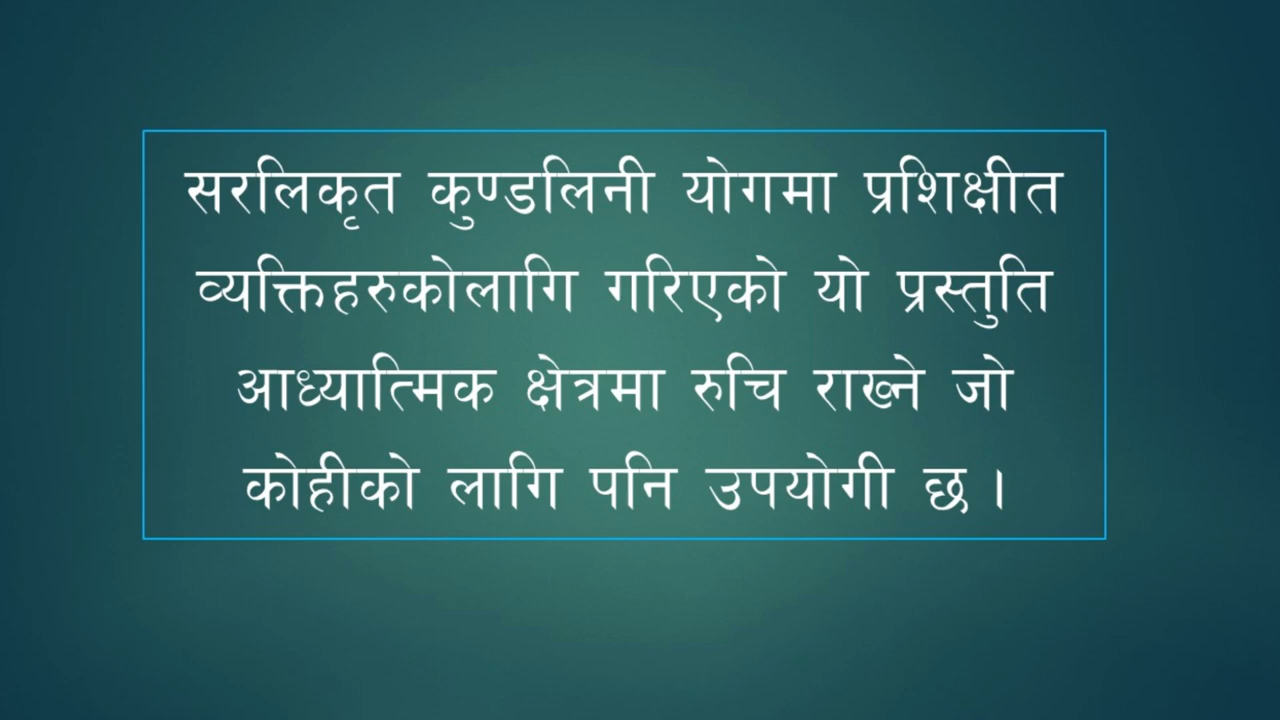 सरलिकृत कुण्डलिनी योगमा प्रशिक्षीत
व्यक्तिहरुकोलागि गरिएको यो प्रस्तुति
आध्यात्मिक क्षेत्रमा रुचि राख्ने जो
कोहीको लागि पनि उपयोगी छ ।